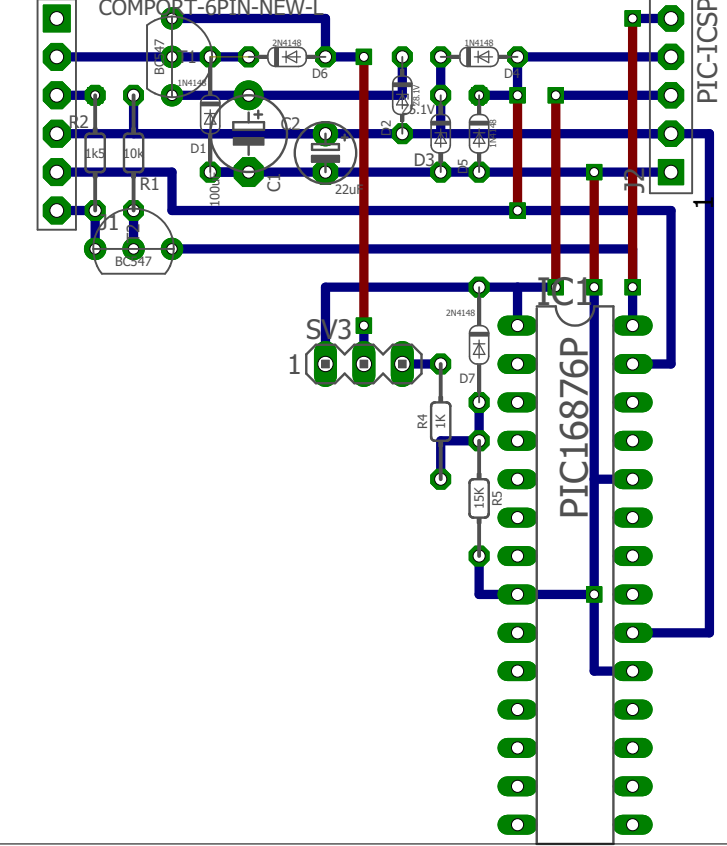 COMPORT-6PIN-NEW-L
BC547
2N4148
D6
1N4148
D4
PIC-ICSP
1N4148
D1
C2
5.1V
D2
D3
D5
1N4148
R2
1k5
10k
R1
C1
22uF
J2
1
J1
BC547
IC1
2N4148
SV3
1
D7
PIC16876P
R4
1K
15K
R5